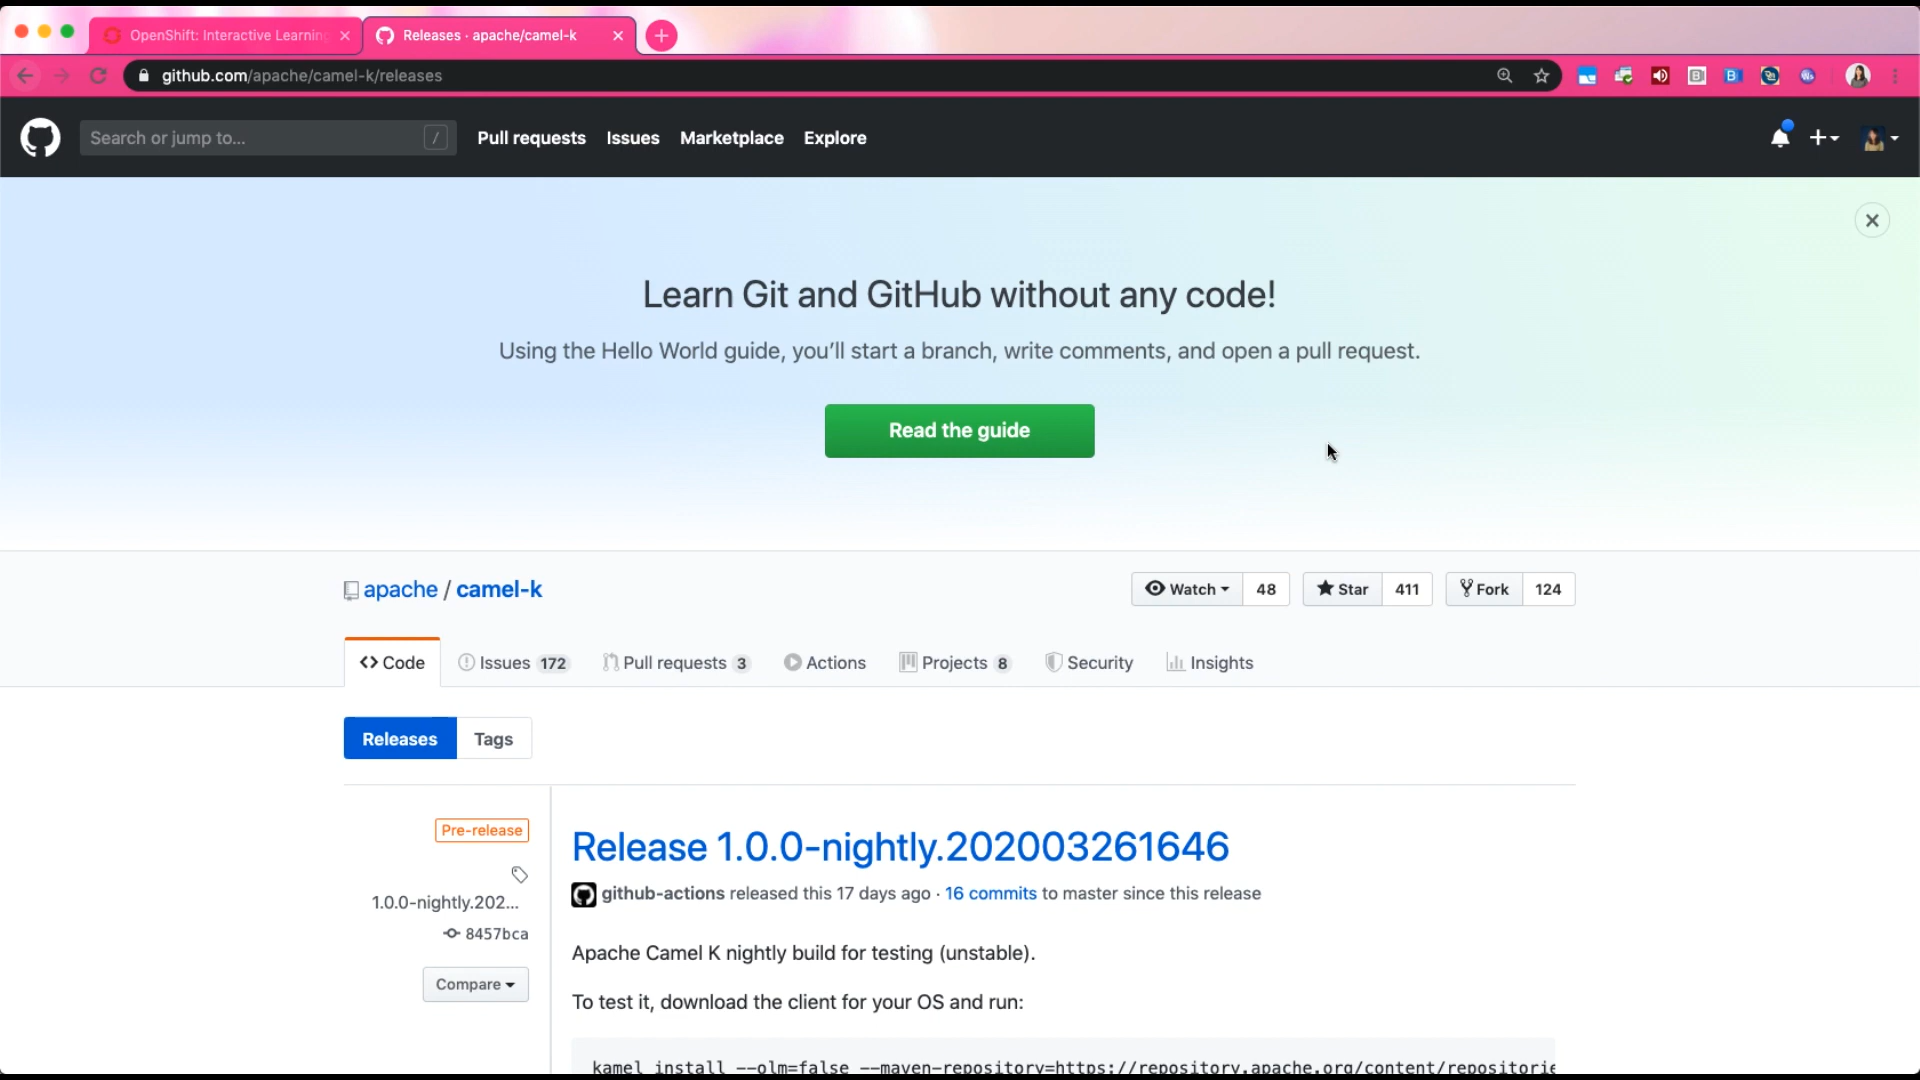 OpenShift: Interactive Learning
Releases · apache/camel-k
github.com/apache/camel-k/releases
Search or jump to... /
Pull requests Issues Marketplace Explore
Learn Git and GitHub without any code!
Using the Hello World guide, you’ll start a branch, write comments, and open a pull request.
Read the guide
apache / camel-k
Watch 48 Star 411 Fork 124
Code Issues 172 Pull requests 3 Actions Projects 8 Security Insights
Releases Tags
Pre-release
1.0.0-nightly.202...
8457bca
Compare
Release 1.0.0-nightly.202003261646
github-actions released this 17 days ago · 16 commits to master since this release
Apache Camel K nightly build for testing (unstable).
To test it, download the client for your OS and run:
kamel install --olm=false --maven-repository=https://repository.apache.org/content/repositorie